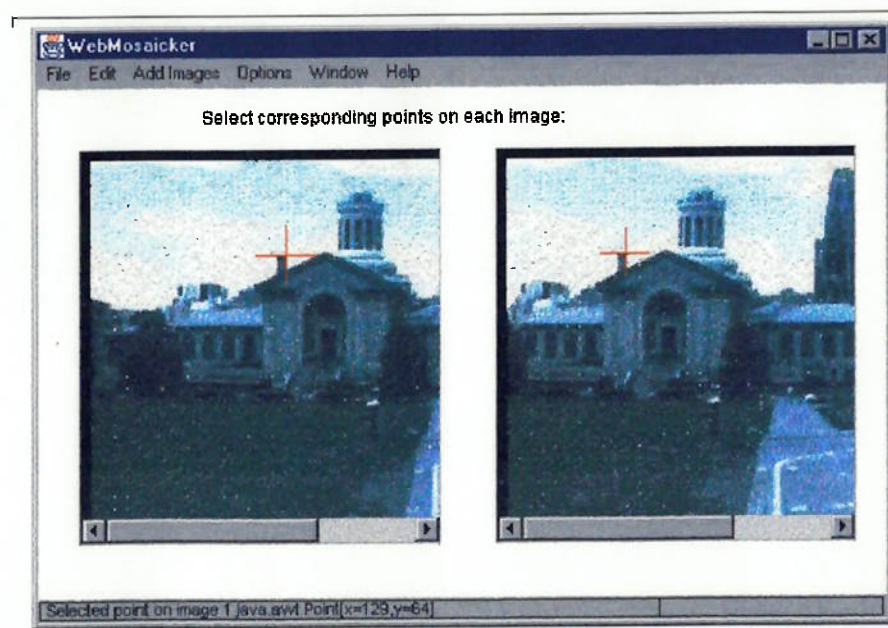 WebMosaicker
File Edit Add Images Options Window Help
Select corresponding points on each image:
Selected point on image 1 java.awt.Point[x=129,y=64]